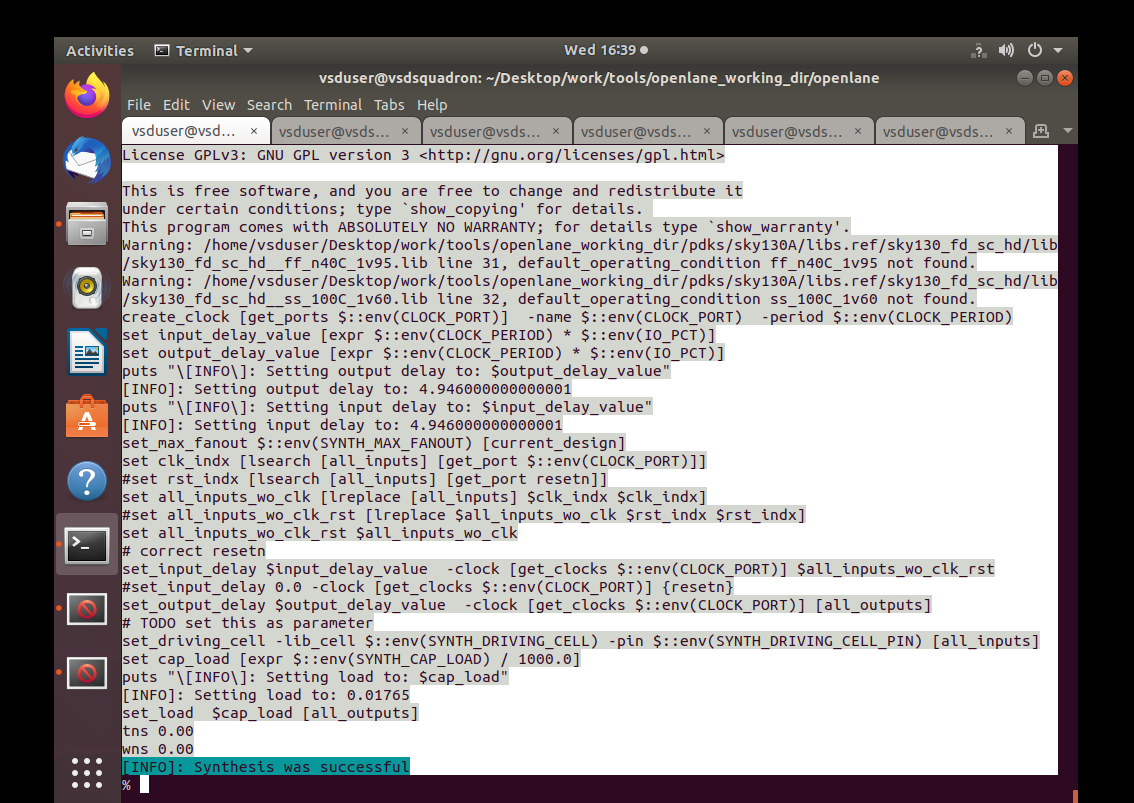 Activities Terminal Wed 16:39
vsduser@vsdsquadron: ~/Desktop/work/tools/openlane_working_dir/openlane
File Edit View Search Terminal Tabs Help
vsduser@vsd... × vsduser@vsds... × vsduser@vsds... × vsduser@vsds... × vsduser@vsds... × vsduser@vsds... ×
License GPLv3: GNU GPL version 3 <http://gnu.org/licenses/gpl.html>
This is free software, and you are free to change and redistribute it
under certain conditions; type `show_copying' for details.
This program comes with ABSOLUTELY NO WARRANTY; for details type `show_warranty'.
Warning: /home/vsduser/Desktop/work/tools/openlane_working_dir/pdks/sky130A/libs.ref/sky130_fd_sc_hd/lib
/sky130_fd_sc_hd__ff_n40C_1v95.lib line 31, default_operating_condition ff_n40C_1v95 not found.
Warning: /home/vsduser/Desktop/work/tools/openlane_working_dir/pdks/sky130A/libs.ref/sky130_fd_sc_hd/lib
/sky130_fd_sc_hd__ss_100C_1v60.lib line 32, default_operating_condition ss_100C_1v60 not found.
create_clock [get_ports $::env(CLOCK_PORT)]  -name $::env(CLOCK_PORT)  -period $::env(CLOCK_PERIOD)
set input_delay_value [expr $::env(CLOCK_PERIOD) * $::env(IO_PCT)]
set output_delay_value [expr $::env(CLOCK_PERIOD) * $::env(IO_PCT)]
puts "\[INFO\]: Setting output delay to: $output_delay_value"
[INFO]: Setting output delay to: 4.946000000000001
puts "\[INFO\]: Setting input delay to: $input_delay_value"
[INFO]: Setting input delay to: 4.946000000000001
set_max_fanout $::env(SYNTH_MAX_FANOUT) [current_design]
set clk_indx [lsearch [all_inputs] [get_port $::env(CLOCK_PORT)]]
#set rst_indx [lsearch [all_inputs] [get_port resetn]]
set all_inputs_wo_clk [lreplace [all_inputs] $clk_indx $clk_indx]
#set all_inputs_wo_clk_rst [lreplace $all_inputs_wo_clk $rst_indx $rst_indx]
set all_inputs_wo_clk_rst $all_inputs_wo_clk
# correct resetn
set_input_delay $input_delay_value  -clock [get_clocks $::env(CLOCK_PORT)] $all_inputs_wo_clk_rst
#set_input_delay 0.0 -clock [get_clocks $::env(CLOCK_PORT)] {resetn}
set_output_delay $output_delay_value  -clock [get_clocks $::env(CLOCK_PORT)] [all_outputs]
# TODO set this as parameter
set_driving_cell -lib_cell $::env(SYNTH_DRIVING_CELL) -pin $::env(SYNTH_DRIVING_CELL_PIN) [all_inputs]
set cap_load [expr $::env(SYNTH_CAP_LOAD) / 1000.0]
puts "\[INFO\]: Setting load to: $cap_load"
[INFO]: Setting load to: 0.01765
set_load  $cap_load [all_outputs]
tns 0.00
wns 0.00
[INFO]: Synthesis was successful
%